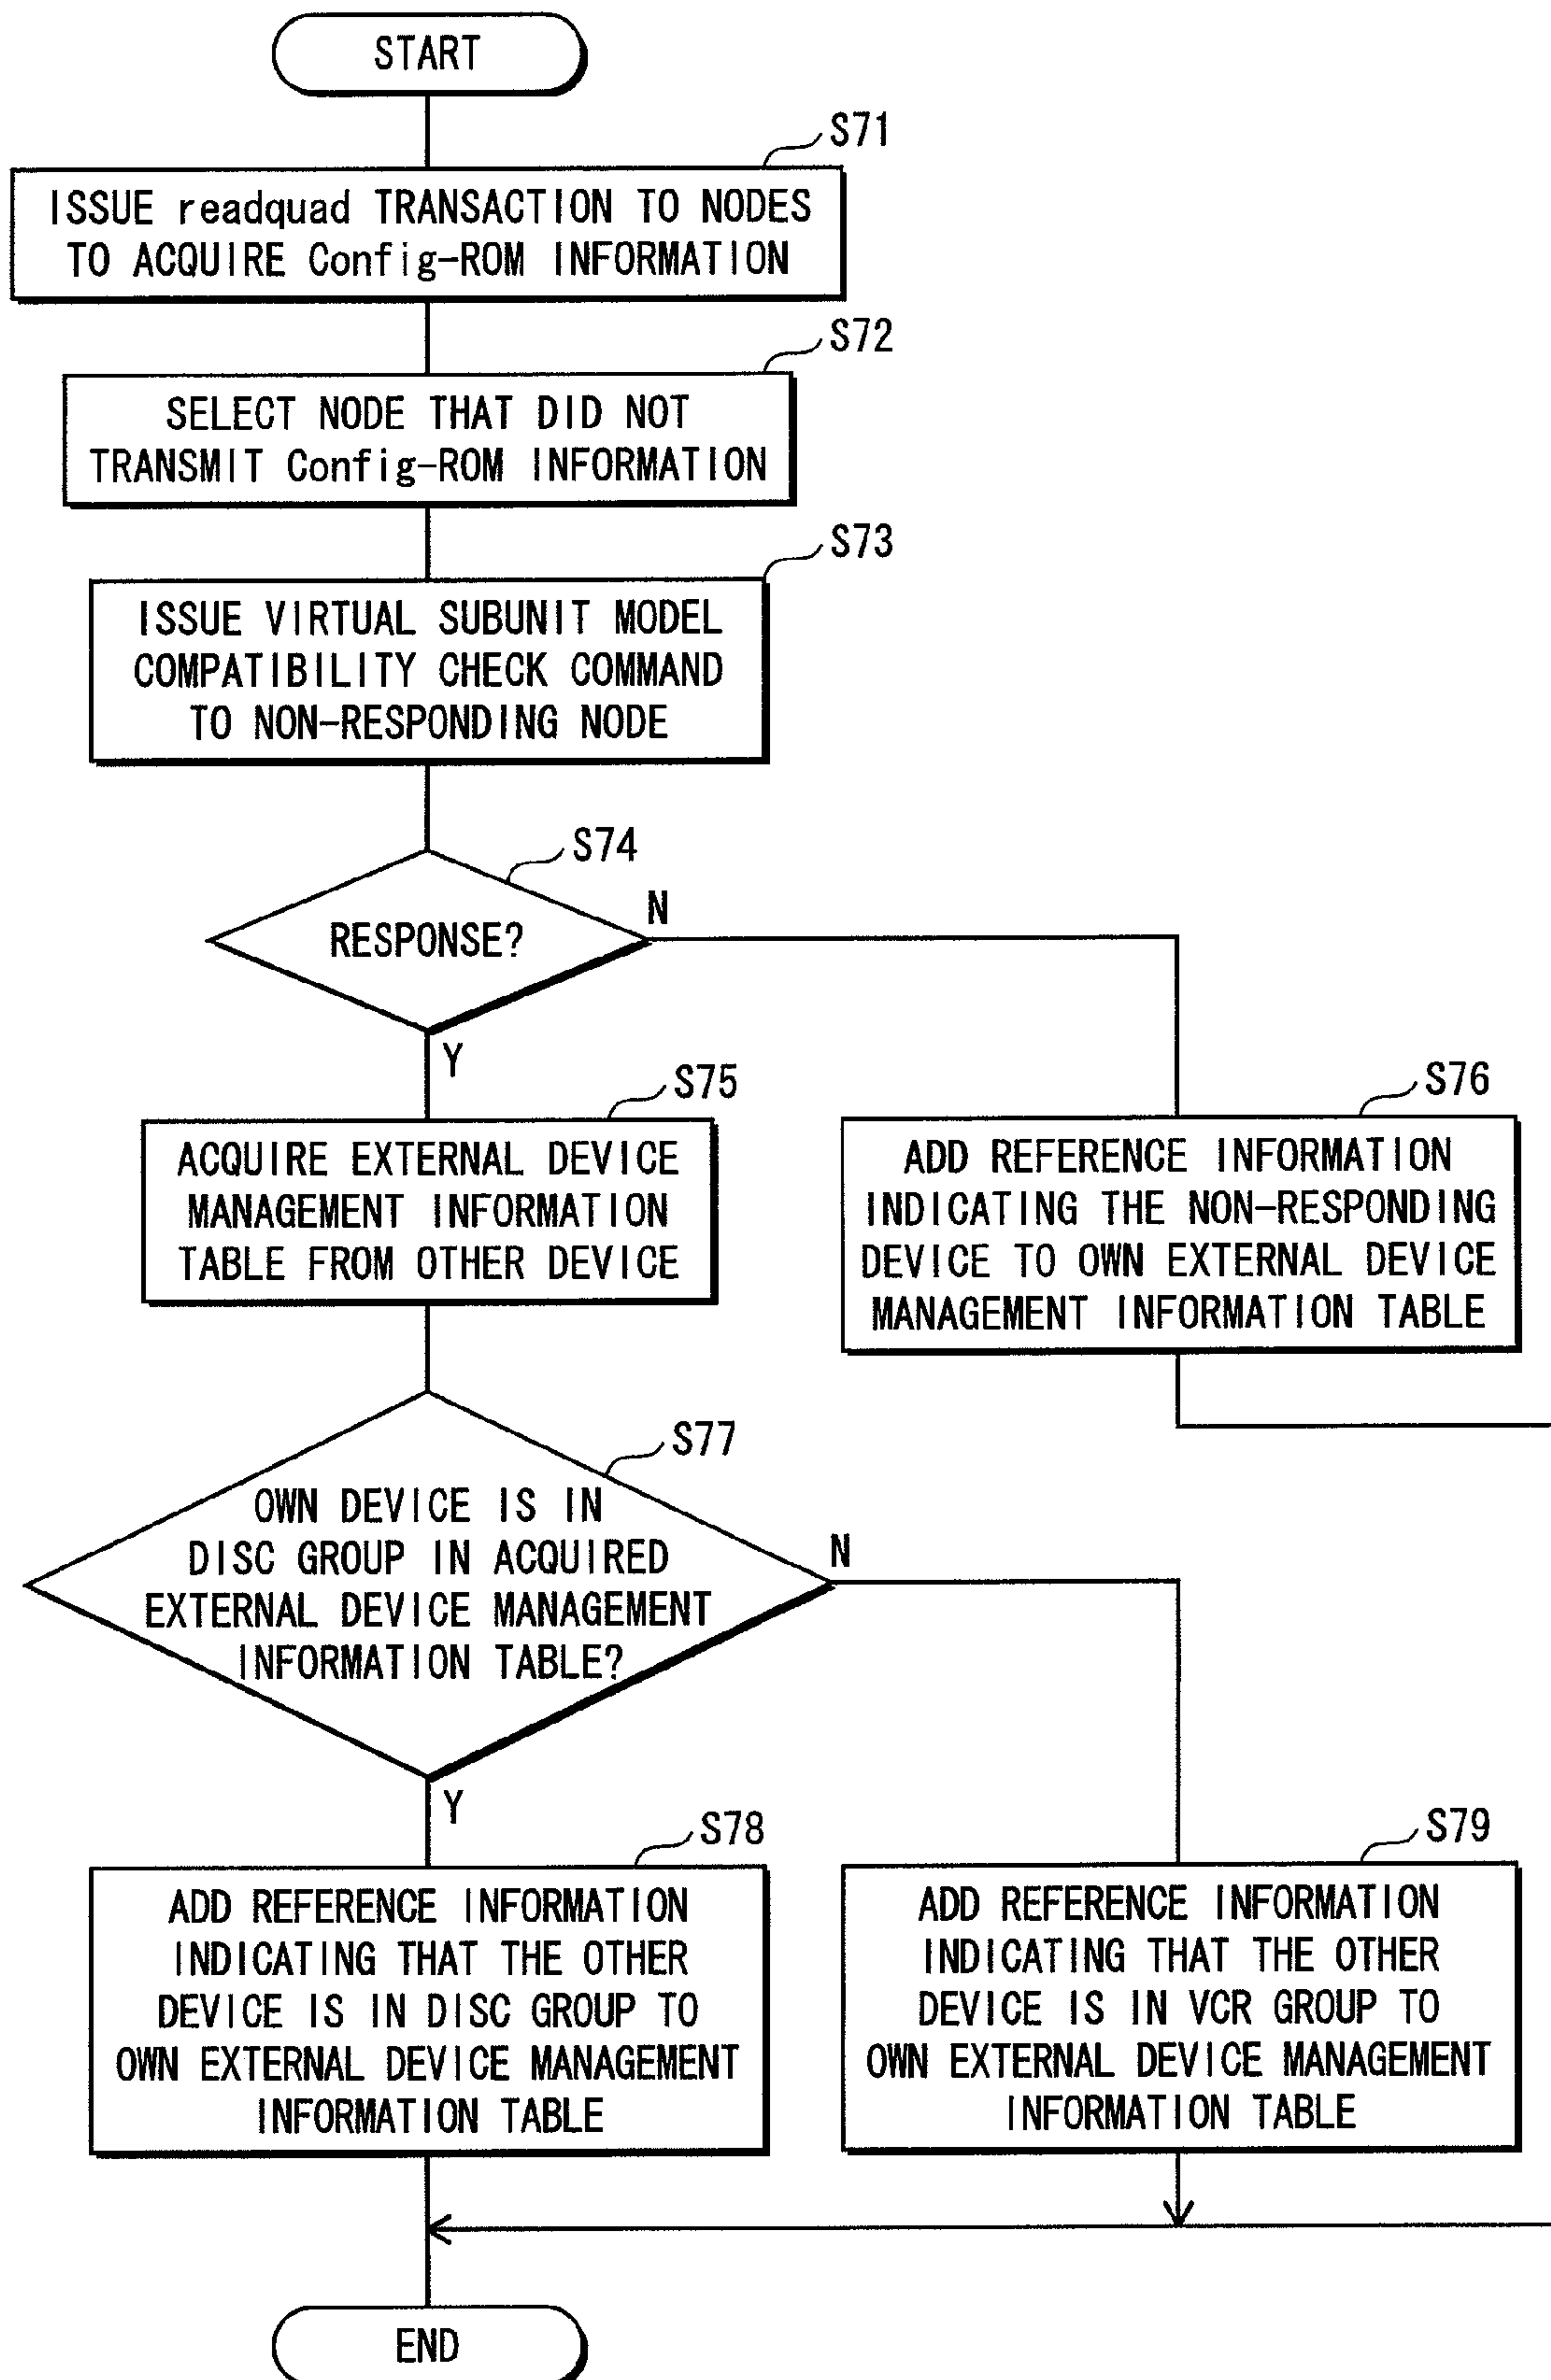 START
S71
ISSUE readquad TRANSACTION TO NODES
TO ACQUIRE Config-ROM INFORMATION
S72
SELECT NODE THAT DID NOT
TRANSMIT Config-ROM INFORMATION
S73
ISSUE VIRTUAL SUBUNIT MODEL
COMPATIBILITY CHECK COMMAND
TO NON-RESPONDING NODE
S74
RESPONSE?
N
Y
S75
ACQUIRE EXTERNAL DEVICE
MANAGEMENT INFORMATION
TABLE FROM OTHER DEVICE
S76
ADD REFERENCE INFORMATION
INDICATING THE NON-RESPONDING
DEVICE TO OWN EXTERNAL DEVICE
MANAGEMENT INFORMATION TABLE
S77
OWN DEVICE IS IN
DISC GROUP IN ACQUIRED
EXTERNAL DEVICE MANAGEMENT
INFORMATION TABLE?
N
Y
S78
ADD REFERENCE INFORMATION
INDICATING THAT THE OTHER
DEVICE IS IN DISC GROUP TO
OWN EXTERNAL DEVICE MANAGEMENT
INFORMATION TABLE
S79
ADD REFERENCE INFORMATION
INDICATING THAT THE OTHER
DEVICE IS IN VCR GROUP TO
OWN EXTERNAL DEVICE MANAGEMENT
INFORMATION TABLE
END